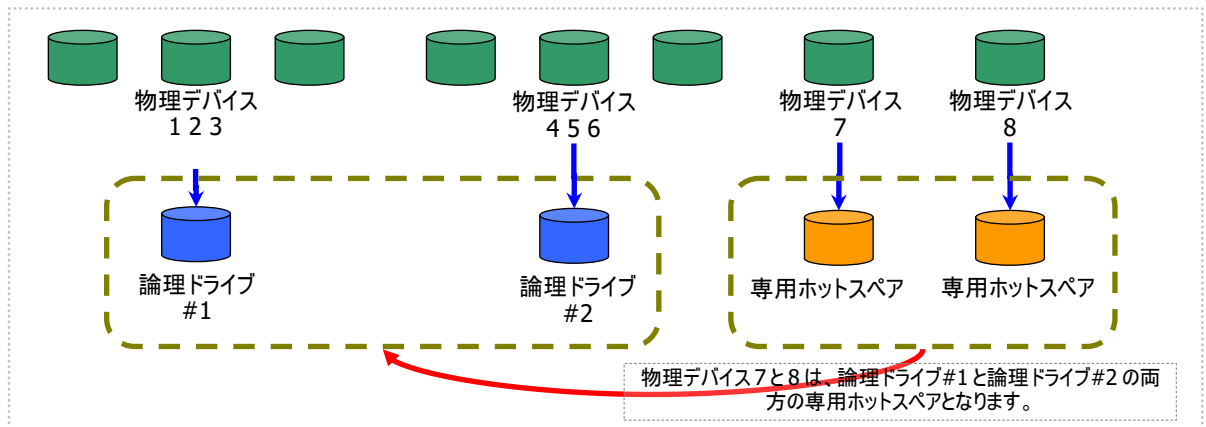 物理デバイス
1 2 3
物理デバイス
4 5 6
物理デバイス
7
物理デバイス
8
論理ドライブ
#1
論理ドライブ
#2
専用ホットスペア
専用ホットスペア
物理デバイス7と8は、論理ドライブ#1と論理ドライブ#2の両
方の専用ホットスペアとなります。